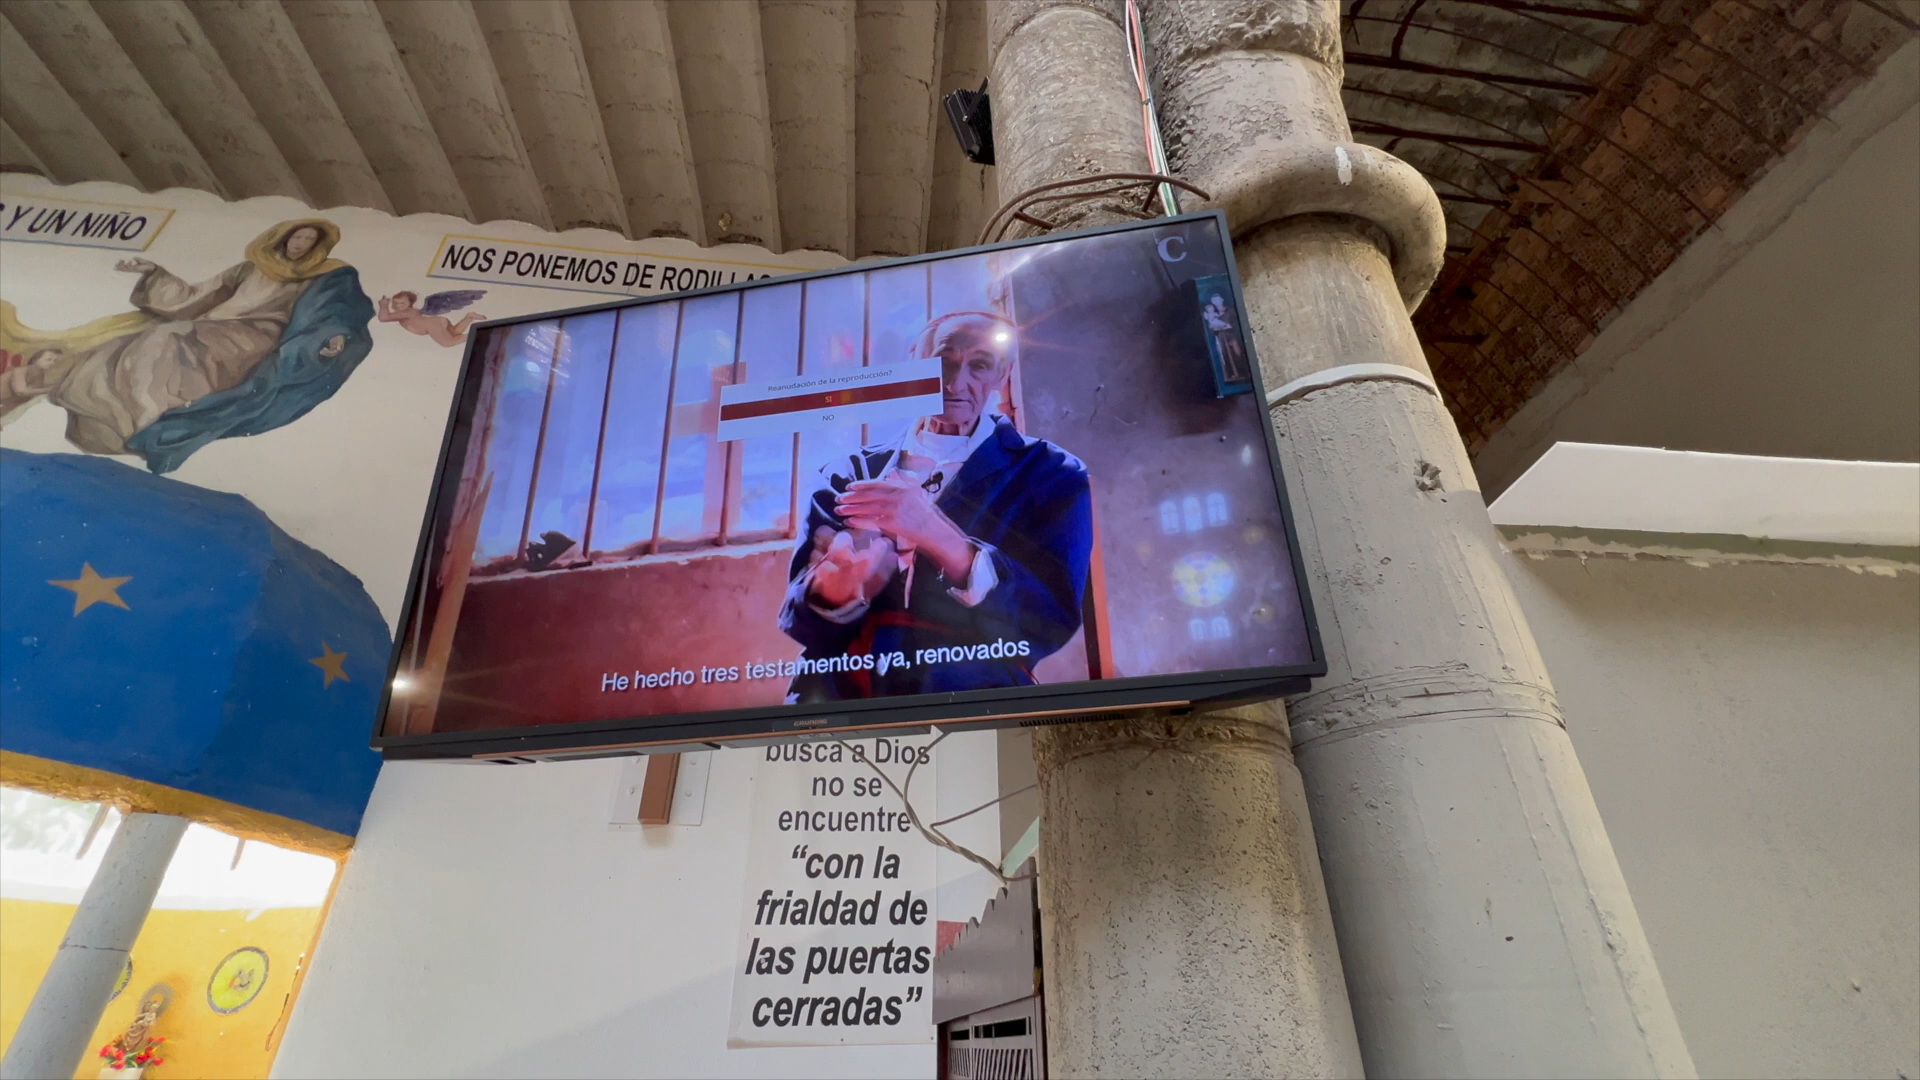 Y UN NIÑO
NOS PONEMOS DE RODILLAS
C
Reanudación de la reproducción?
SI
NO
He hecho tres testamentos ya, renovados
GRUNDIG
busca a Dios
no se
encuentre
“con la
frialdad de
las puertas
cerradas”